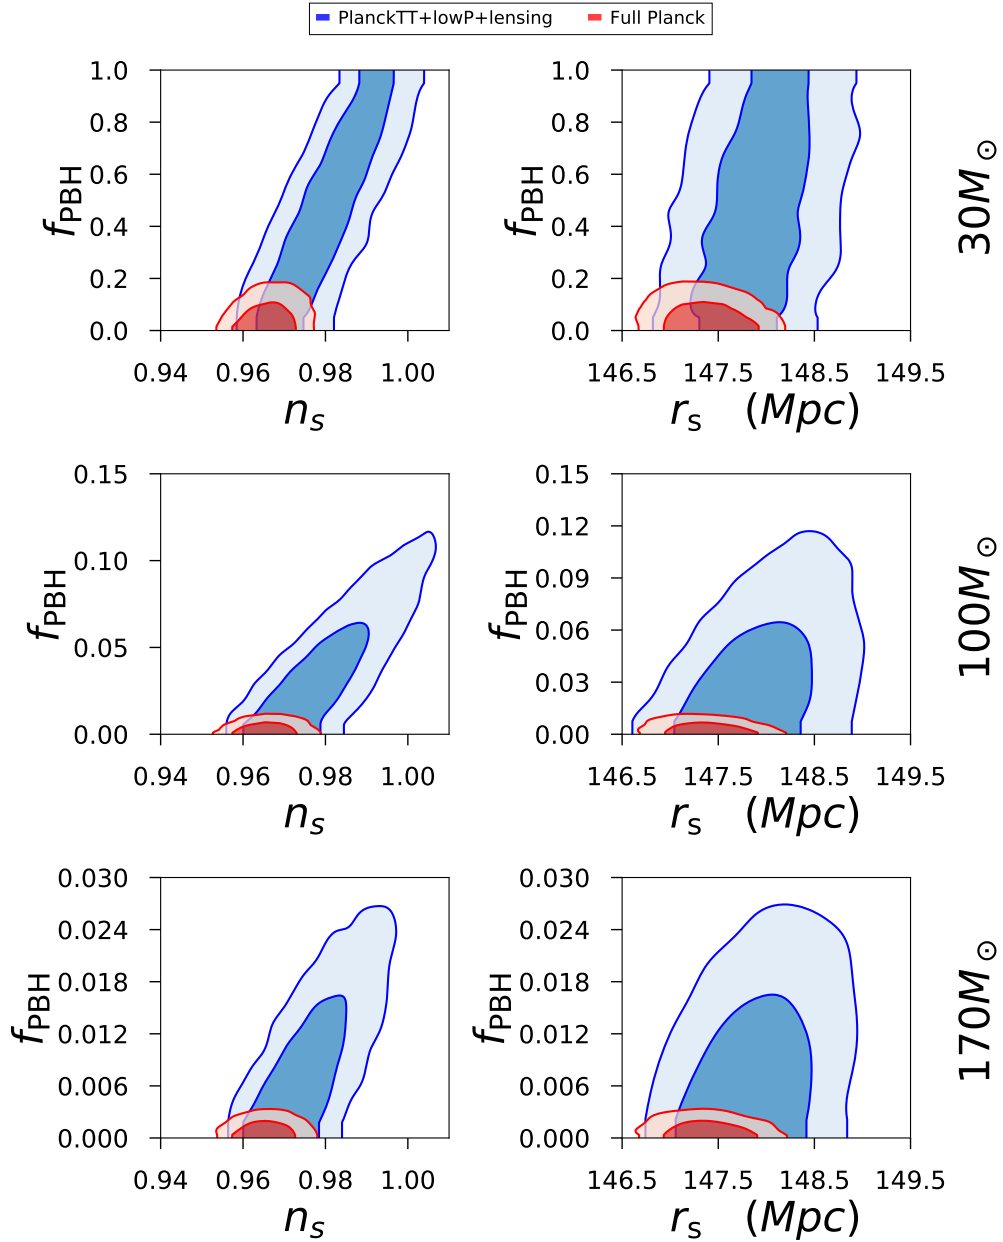 PlanckTT+lowP+lensing Full Planck
1.0 1.0
0.8 0.8
0.6 0.6
f_PBH f_PBH 30M⊙
0.4 0.4
0.2 0.2
0.0 0.0
0.94 0.96 0.98 1.00 146.5 147.5 148.5 149.5
n_s r_s (Mpc)
0.15 0.15
0.12
0.10 0.09
f_PBH f_PBH 100M⊙
0.05 0.06
0.03
0.00 0.00
0.94 0.96 0.98 1.00 146.5 147.5 148.5 149.5
n_s r_s (Mpc)
0.030 0.030
0.024 0.024
0.018 0.018
f_PBH f_PBH 170M⊙
0.012 0.012
0.006 0.006
0.000 0.000
0.94 0.96 0.98 1.00 146.5 147.5 148.5 149.5
n_s r_s (Mpc)